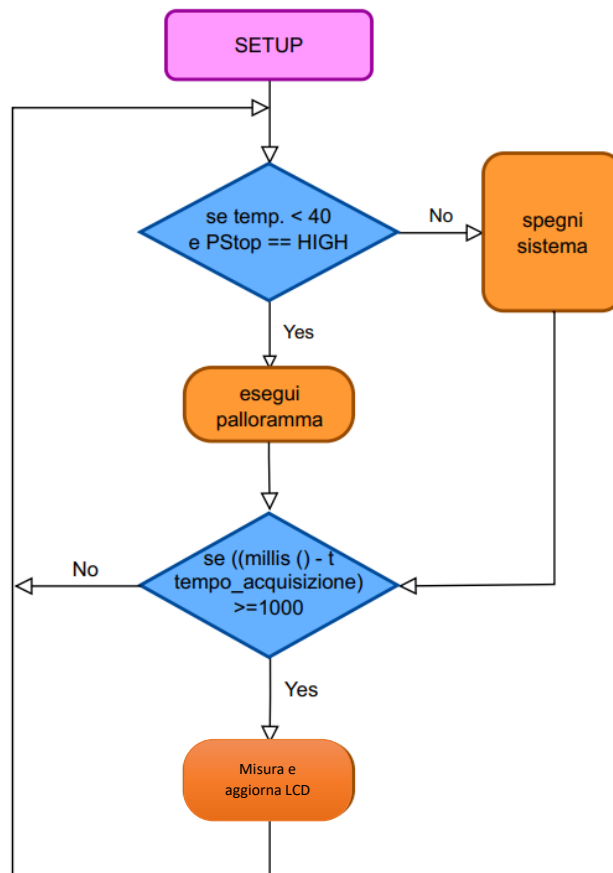 SETUP
se temp. < 40
e PStop == HIGH
No
spegni
sistema
Yes
esegui
palloramma
se ((millis () - t
tempo_acquisizione)
>=1000
No
Yes
Misura e
aggiorna LCD